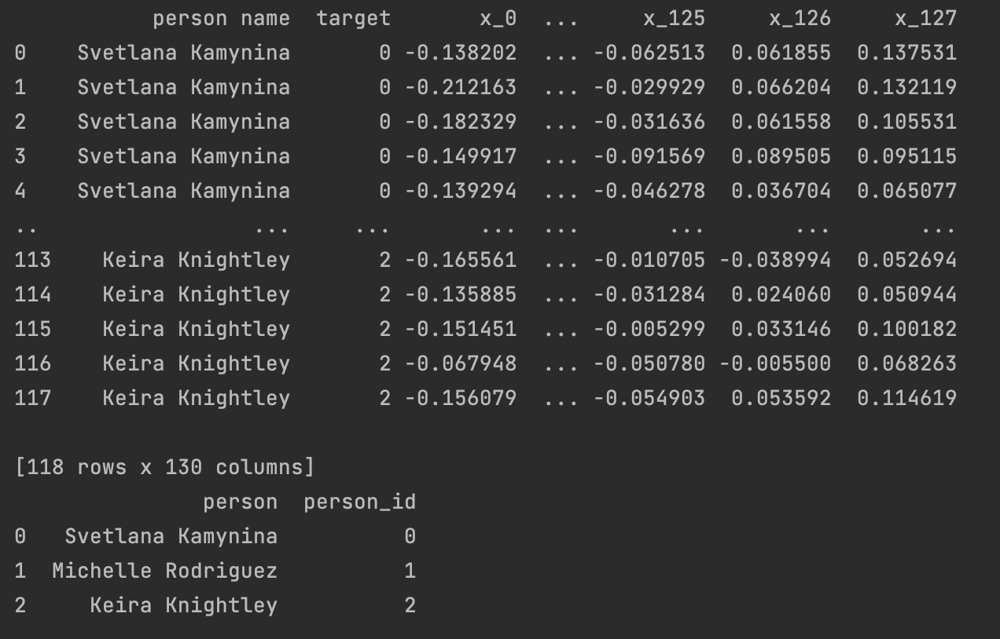 person name target x_0 ... x_125 x_126 x_127
0 Svetlana Kamynina 0 -0.138202 ... -0.062513 0.061855 0.137531
1 Svetlana Kamynina 0 -0.212163 ... -0.029929 0.066204 0.132119
2 Svetlana Kamynina 0 -0.182329 ... -0.031636 0.061558 0.105531
3 Svetlana Kamynina 0 -0.149917 ... -0.091569 0.089505 0.095115
4 Svetlana Kamynina 0 -0.139294 ... -0.046278 0.036704 0.065077
.. ... ... ... ... ... ... ...
113 Keira Knightley 2 -0.165561 ... -0.010705 -0.038994 0.052694
114 Keira Knightley 2 -0.135885 ... -0.031284 0.024060 0.050944
115 Keira Knightley 2 -0.151451 ... -0.005299 0.033146 0.100182
116 Keira Knightley 2 -0.067948 ... -0.050780 -0.005500 0.068263
117 Keira Knightley 2 -0.156079 ... -0.054903 0.053592 0.114619
[118 rows x 130 columns]
person person_id
0 Svetlana Kamynina 0
1 Michelle Rodriguez 1
2 Keira Knightley 2